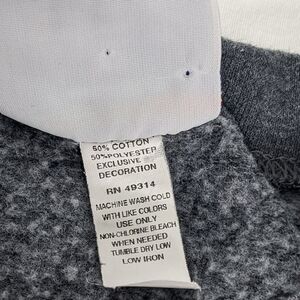 60% COTTON
50%POLYESTER
EXCLUSIVE
DECORATION
RN 49314
MACHINE WASH COLD
WITH LIKE COLORS
USE ONLY
NON-CHLORINE BLEACH
WHEN NEEDED
TUMBLE DRY LOW
LOW IRON